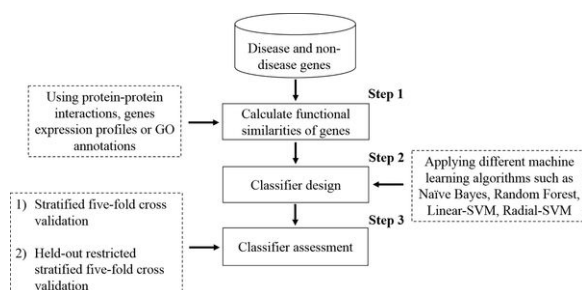 Disease and non-
disease genes
Step 1
Using protein-protein
interactions, genes
expression profiles or GO
annotations
Calculate functional
similarities of genes
Step 2
Classifier design
Applying different machine
learning algorithms such as
Naïve Bayes, Random Forest,
Linear-SVM, Radial-SVM
Step 3
1) Stratified five-fold cross
validation
2) Held-out restricted
stratified five-fold cross
validation
Classifier assessment